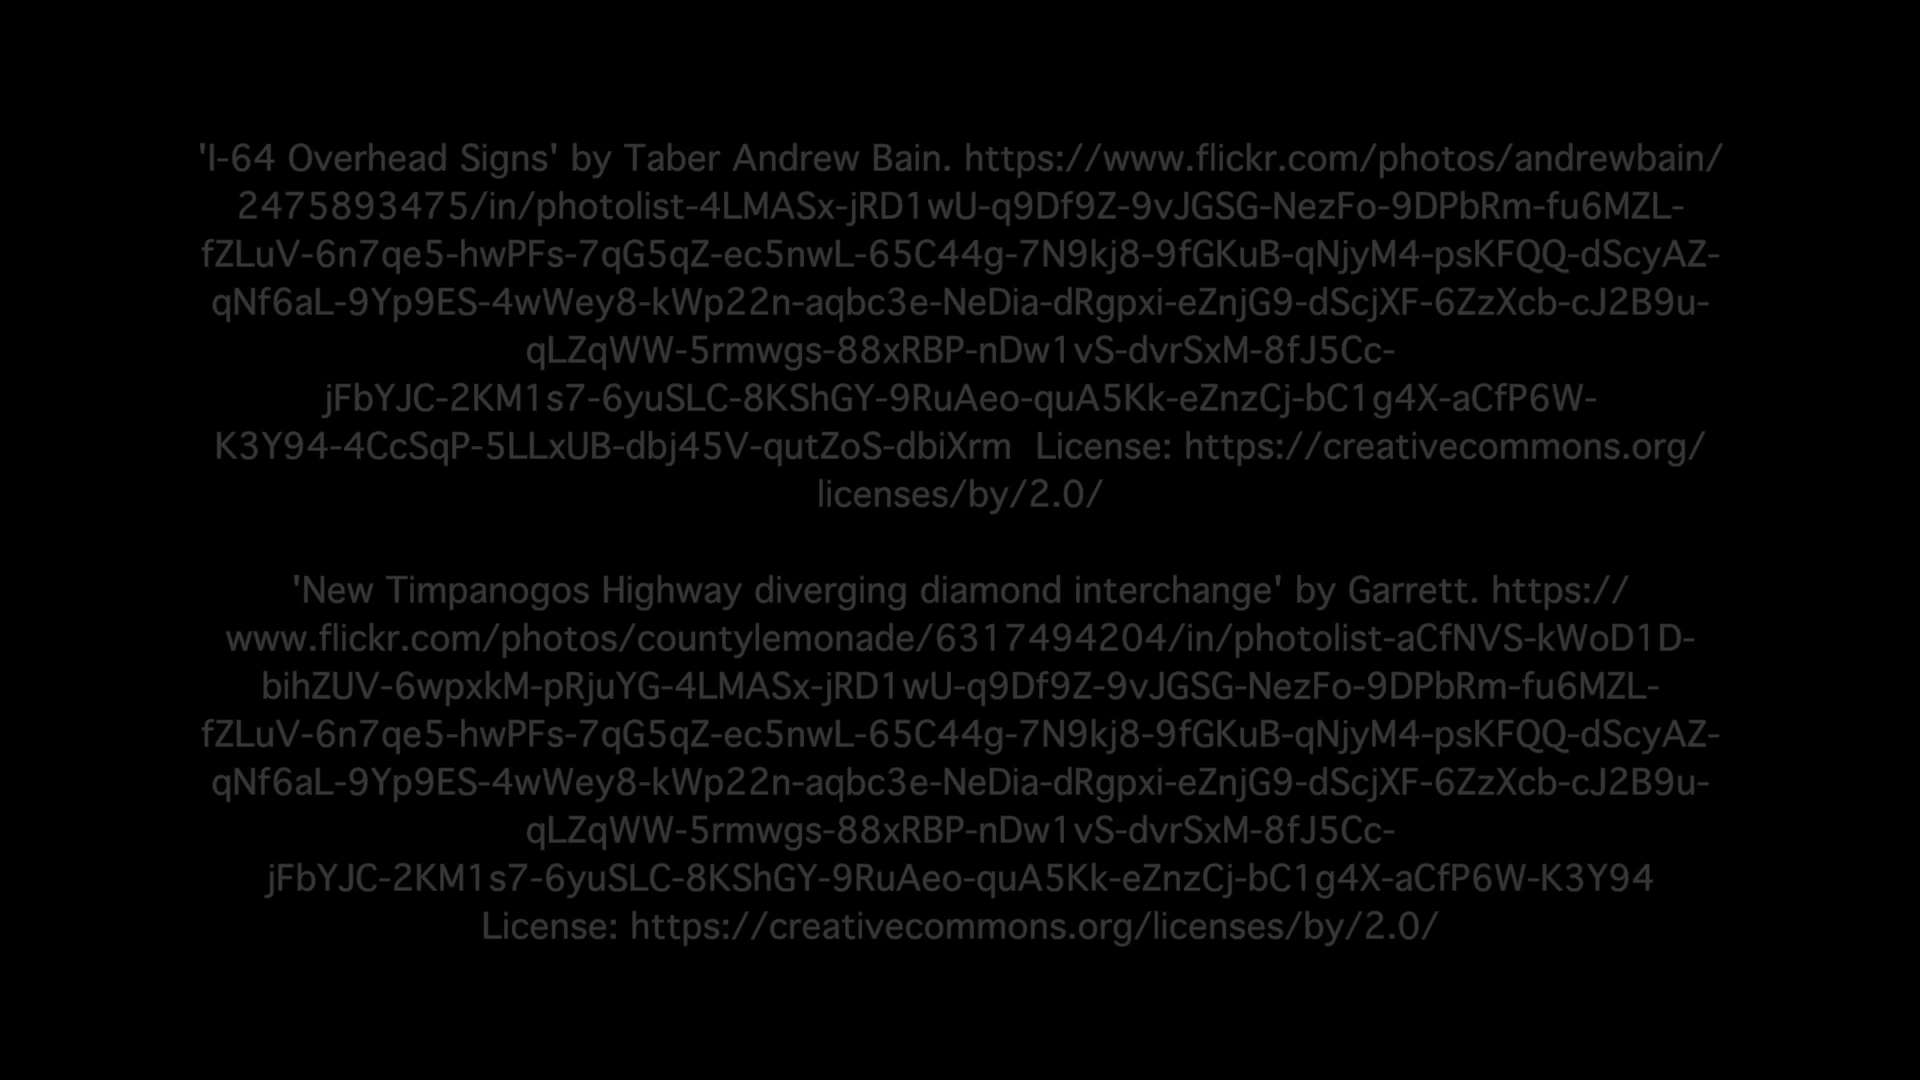 'I-64 Overhead Signs' by Taber Andrew Bain. https://www.flickr.com/photos/andrewbain/
2475893475/in/photolist-4LMASx-jRD1wU-q9Df9Z-9vJGSG-NezFo-9DPbRm-fu6MZL-
fZLuV-6n7qe5-hwPFs-7qG5qZ-ec5nwL-65C44g-7N9kj8-9fGKuB-qNjyM4-psKFQQ-dScyAZ-
qNf6aL-9Yp9ES-4wWey8-kWp22n-aqbc3e-NeDia-dRgpxi-eZnjG9-dScjXF-6ZzXcb-cJ2B9u-
qLZqWW-5rmwgs-88xRBP-nDw1vS-dvrSxM-8fJ5Cc-
jFbYJC-2KM1s7-6yuSLC-8KShGY-9RuAeo-quA5Kk-eZnzCj-bC1g4X-aCfP6W-
K3Y94-4CcSqP-5LLxUB-dbj45V-qutZoS-dbiXrm  License: https://creativecommons.org/
licenses/by/2.0/
'New Timpanogos Highway diverging diamond interchange' by Garrett. https://
www.flickr.com/photos/countylemonade/6317494204/in/photolist-aCfNVS-kWoD1D-
bihZUV-6wpxkM-pRjuYG-4LMASx-jRD1wU-q9Df9Z-9vJGSG-NezFo-9DPbRm-fu6MZL-
fZLuV-6n7qe5-hwPFs-7qG5qZ-ec5nwL-65C44g-7N9kj8-9fGKuB-qNjyM4-psKFQQ-dScyAZ-
qNf6aL-9Yp9ES-4wWey8-kWp22n-aqbc3e-NeDia-dRgpxi-eZnjG9-dScjXF-6ZzXcb-cJ2B9u-
qLZqWW-5rmwgs-88xRBP-nDw1vS-dvrSxM-8fJ5Cc-
jFbYJC-2KM1s7-6yuSLC-8KShGY-9RuAeo-quA5Kk-eZnzCj-bC1g4X-aCfP6W-K3Y94
License: https://creativecommons.org/licenses/by/2.0/